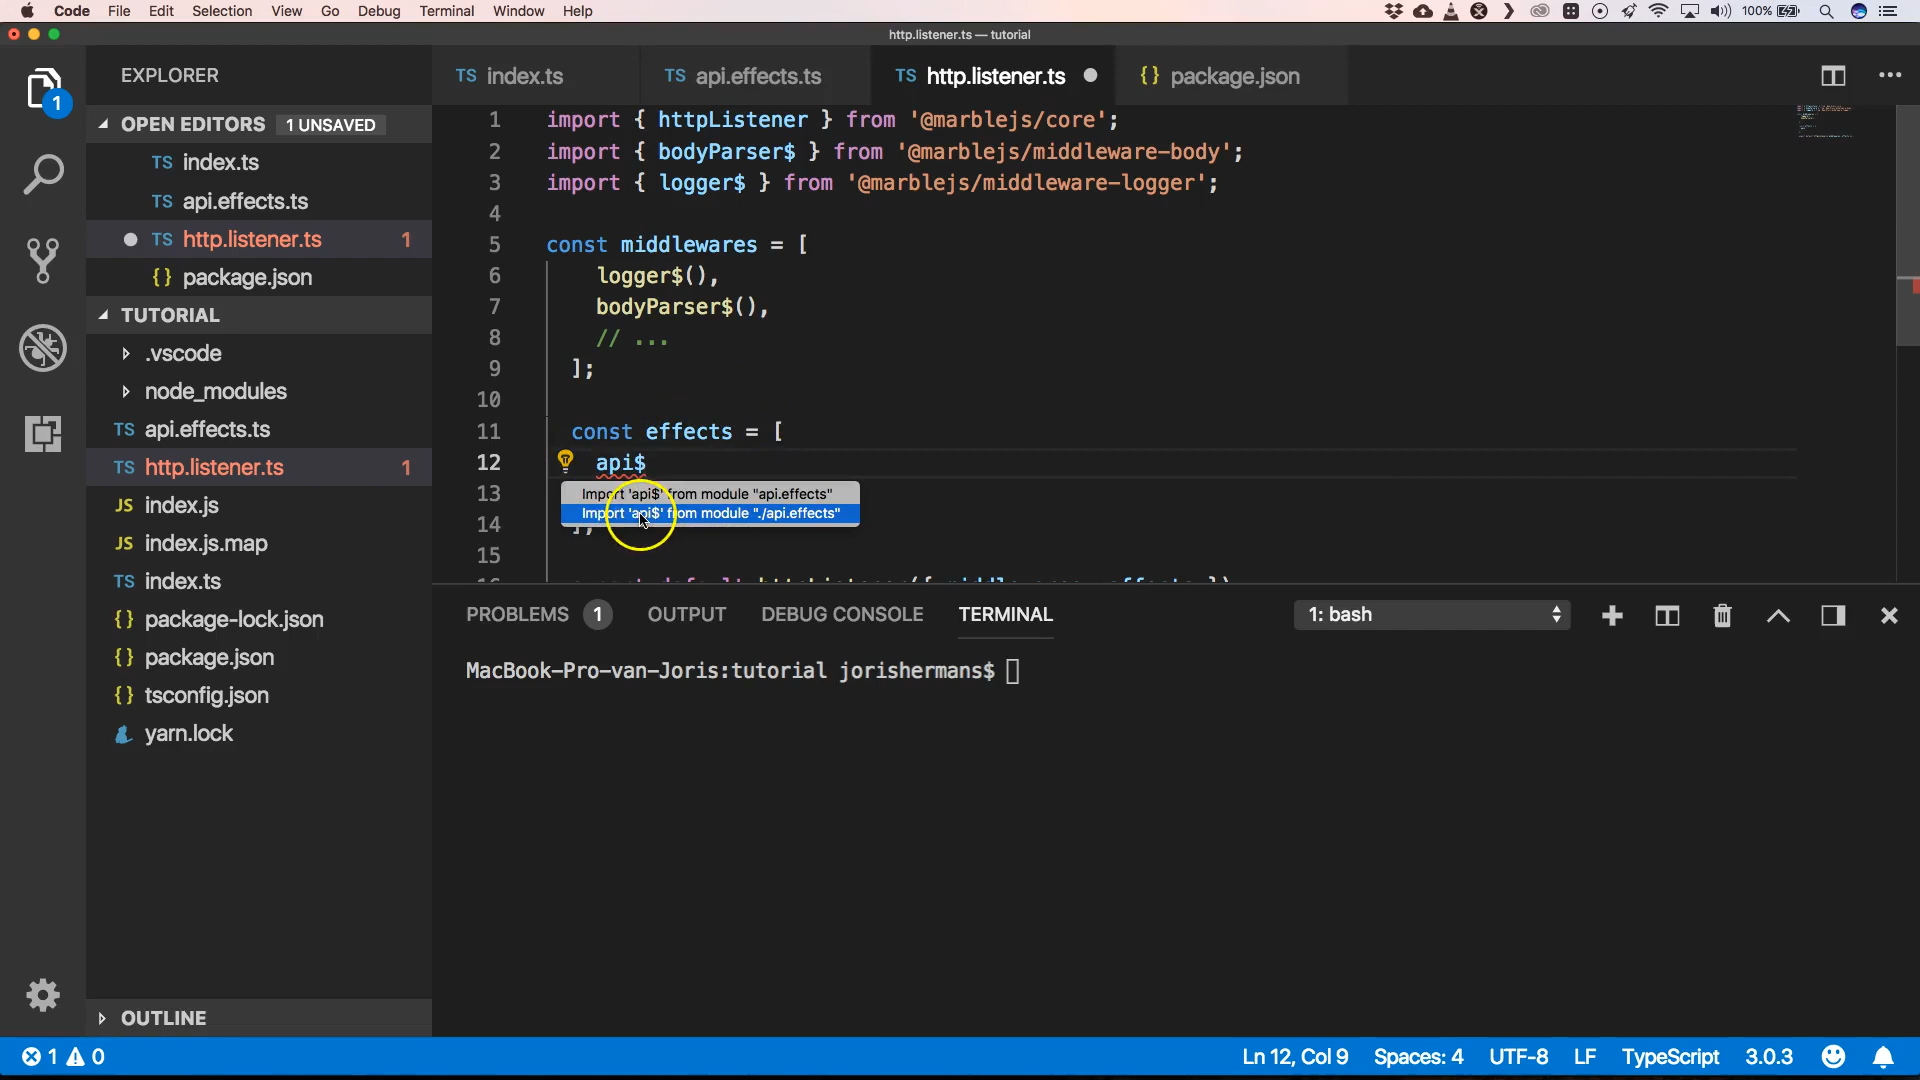 Code File Edit Selection View Go Debug Terminal Window Help 100%
http.listener.ts — tutorial
EXPLORER
OPEN EDITORS 1 UNSAVED
TS index.ts
TS api.effects.ts
TS http.listener.ts 1
{} package.json
TUTORIAL
.vscode
node_modules
TS api.effects.ts
TS http.listener.ts 1
JS index.js
JS index.js.map
TS index.ts
{} package-lock.json
{} package.json
{} tsconfig.json
yarn.lock
OUTLINE
1
TS index.ts TS api.effects.ts TS http.listener.ts {} package.json
1 import { httpListener } from '@marblejs/core';
2 import { bodyParser$ } from '@marblejs/middleware-body';
3 import { logger$ } from '@marblejs/middleware-logger';
4
5 const middlewares = [
6 logger$(),
7 bodyParser$(),
8 // ...
9 ];
10
11 const effects = [
12 api$
13 Import 'api$' from module "api.effects"
Import 'api$' from module "./api.effects"
14 ];
15
PROBLEMS 1 OUTPUT DEBUG CONSOLE TERMINAL 1: bash
MacBook-Pro-van-Joris:tutorial jorishermans$
1 0 Ln 12, Col 9 Spaces: 4 UTF-8 LF TypeScript 3.0.3